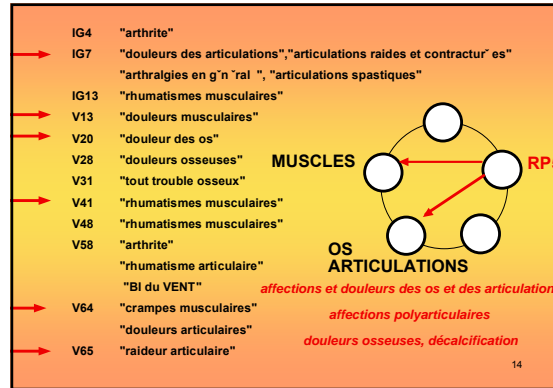 IG4 "arthrite"
IG7 "douleurs des articulations","articulations raides et contractur˘ es"
"arthralgies en g˘n ˘ral ", "articulations spastiques"
IG13 "rhumatismes musculaires"
V13 "douleurs musculaires"
V20 "douleur des os"
V28 "douleurs osseuses"
V31 "tout trouble osseux"
V41 "rhumatismes musculaires"
V48 "rhumatismes musculaires"
V58 "arthrite"
"rhumatisme articulaire"
"BI du VENT"
V64 "crampes musculaires"
"douleurs articulaires"
V65 "raideur articulaire"
MUSCLES
RPs
OS
ARTICULATIONS
affections et douleurs des os et des articulation
affections polyarticulaires
douleurs osseuses, décalcification
14